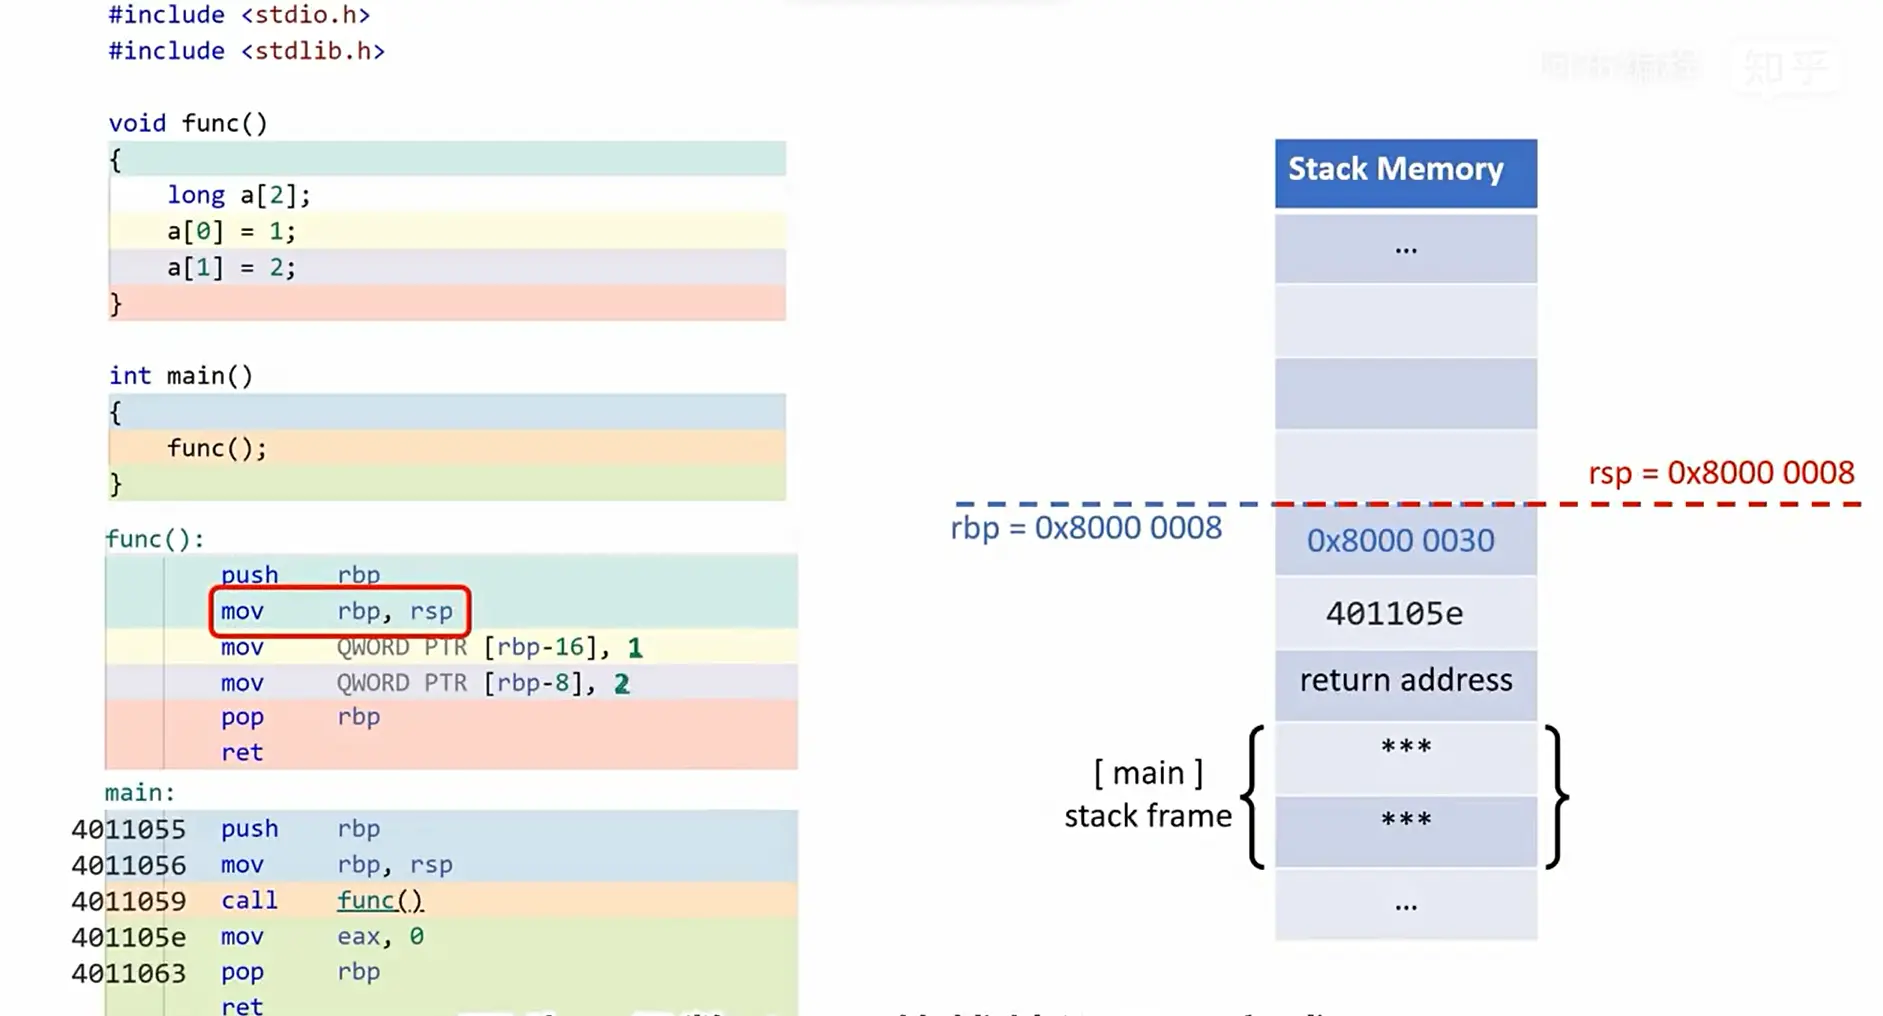 #include <stdio.h>
#include <stdlib.h>
void func()
{
long a[2];
a[0] = 1;
a[1] = 2;
}
int main()
{
func();
}
func():
push rbp
mov rbp, rsp
mov QWORD PTR [rbp-16], 1
mov QWORD PTR [rbp-8], 2
pop rbp
ret
main:
4011055 push rbp
4011056 mov rbp, rsp
4011059 call func()
401105e mov eax, 0
4011063 pop rbp
ret
知乎
Stack Memory
...
rsp = 0x8000 0008
rbp = 0x8000 0008
0x8000 0030
401105e
return address
[ main ]
stack frame
***
***
...